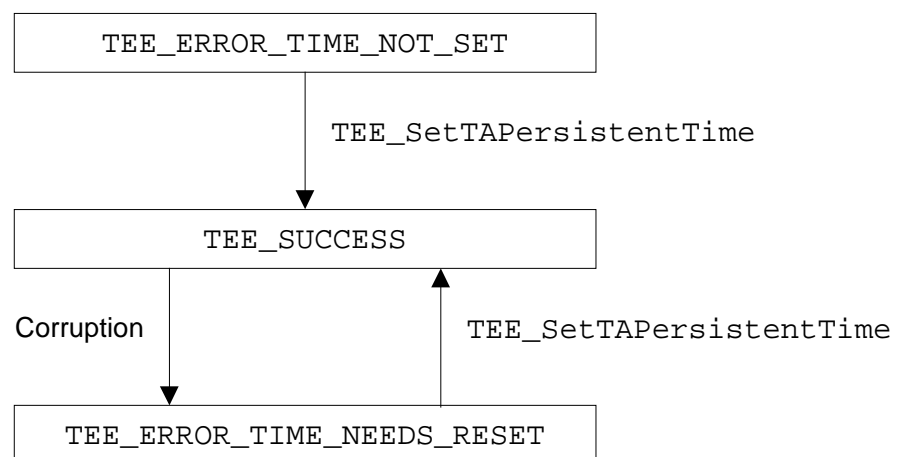 TEE_ERROR_TIME_NOT_SET
TEE_SetTAPersistentTime
TEE_SUCCESS
Corruption
TEE_SetTAPersistentTime
TEE_ERROR_TIME_NEEDS_RESET